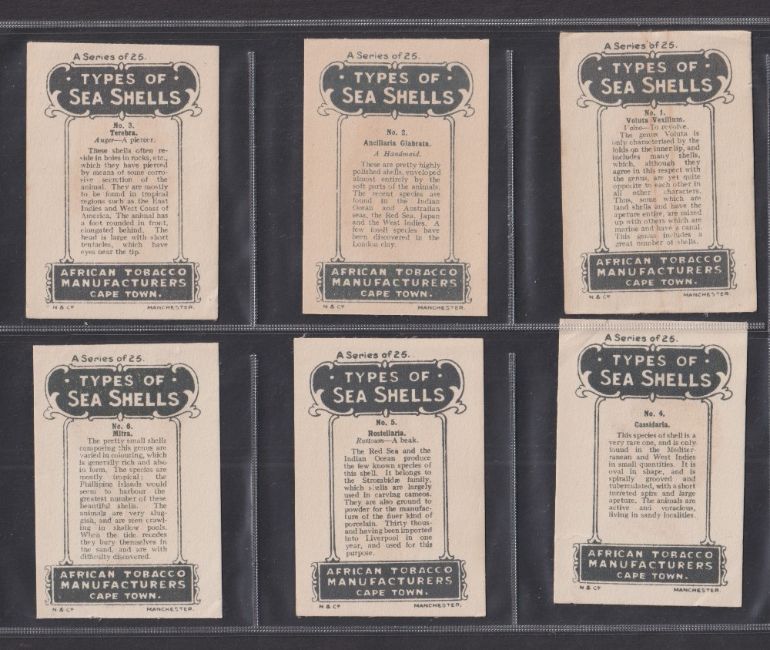 A Series of 25.
TYPES OF
SEA SHELLS
No. 3.
Terebra.
Auger—A piercer.
These shells often re-
side in holes in rocks, etc.,
which they have pierced
by means of some corro-
sive secretion of the
animal. They are mostly
to be found in tropical
regions such as the East
Indies and West Coast of
America. The animal has
a foot rounded in front,
elongated behind. The
head is large with short
tentacles, which have
eyes near the tip.
AFRICAN TOBACCO
MANUFACTURERS
CAPE TOWN.
N & Co MANCHESTER.
A Series of 25.
TYPES OF
SEA SHELLS
No. 2.
Ancillaria Glabrata.
A Handmaid.
These are pretty highly
polished shells, enveloped
almost entirely by the
soft parts of the animals.
The recent species are
found in the Indian
Ocean and Australian
seas, the Red Sea, Japan
and the West Indies. A
few fossil species have
been discovered in the
London clay.
AFRICAN TOBACCO
MANUFACTURERS
CAPE TOWN.
N & Co MANCHESTER.
A Series of 25.
TYPES OF
SEA SHELLS
No. 1.
Voluta Vexillum.
Volvo—To revolve.
The genus Voluta is
only characterised by the
folds on the inner lip, and
includes many shells,
which, although they
agree in this respect with
the genus, are yet quite
opposite to each other in
all other characters.
Thus, some which are
land shells and have the
aperture entire, are mixed
up with others which are
marine and have a canal.
This genus includes a
great number of shells.
AFRICAN TOBACCO
MANUFACTURERS
CAPE TOWN.
N & Co MANCHESTER.
A Series of 25.
TYPES OF
SEA SHELLS
No. 6.
Mitra.
The pretty small shells
comprising this genus are
varied in colouring, which
is generally rich and also
in form. The species are
mostly tropical; the
Phillipine Islands would
seem to harbour the
greatest number of these
beautiful shells. The
animals are very slug-
gish, and are seen crawl-
ing in shallow pools.
When the tide recedes
they bury themselves in
the sand, and are with
difficulty discovered.
AFRICAN TOBACCO
MANUFACTURERS
CAPE TOWN.
N & Co MANCHESTER.
A Series of 25.
TYPES OF
SEA SHELLS
No. 5.
Rostellaria.
Rostrum—A beak.
The Red Sea and the
Indian Ocean produce
the few known species of
this shell. It belongs to
the Strombidæ family,
which shells are largely
used in carving cameos.
They are also ground to
powder for the manufac-
ture of the finer kind of
porcelain. Thirty thous-
and having been imported
into Liverpool in one
year, and used for this
purpose.
AFRICAN TOBACCO
MANUFACTURERS
CAPE TOWN.
N & Co MANCHESTER.
A Series of 25.
TYPES OF
SEA SHELLS
No. 4.
Cassidaria.
This species of shell is a
very rare one, and is only
found in the Mediter-
ranean and West Indies
in small quantities. It is
oval in shape, and is
spirally grooved and
tuberculated, with a short
turreted spire and large
apeture. The animals are
active and voracious,
living in sandy localities.
AFRICAN TOBACCO
MANUFACTURERS
CAPE TOWN.
N & Co MANCHESTER.